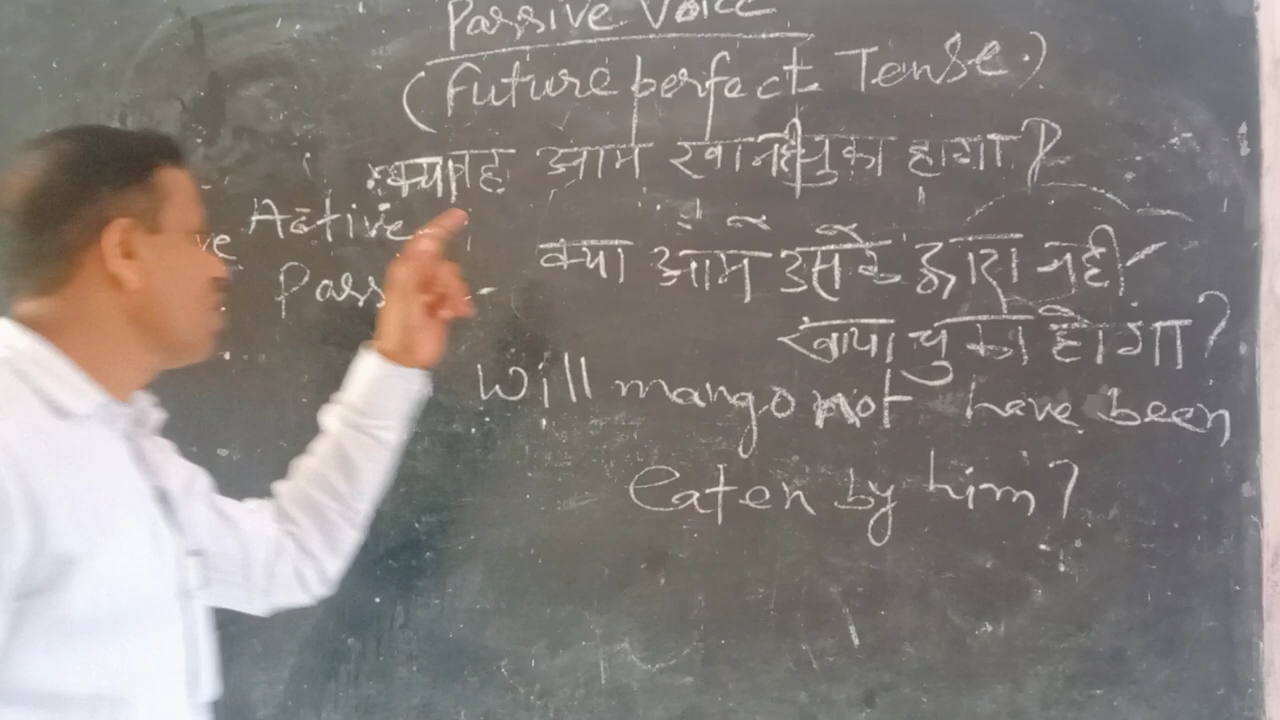 Passive Voice
(Future perfect Tense.)
क्या वह आम खा नहीं चुका होगा?
Active
ve
Pass
क्या आम उसके द्वारा नहीं
खाया चुका होगा?
Will mango not have been
eaten by him?